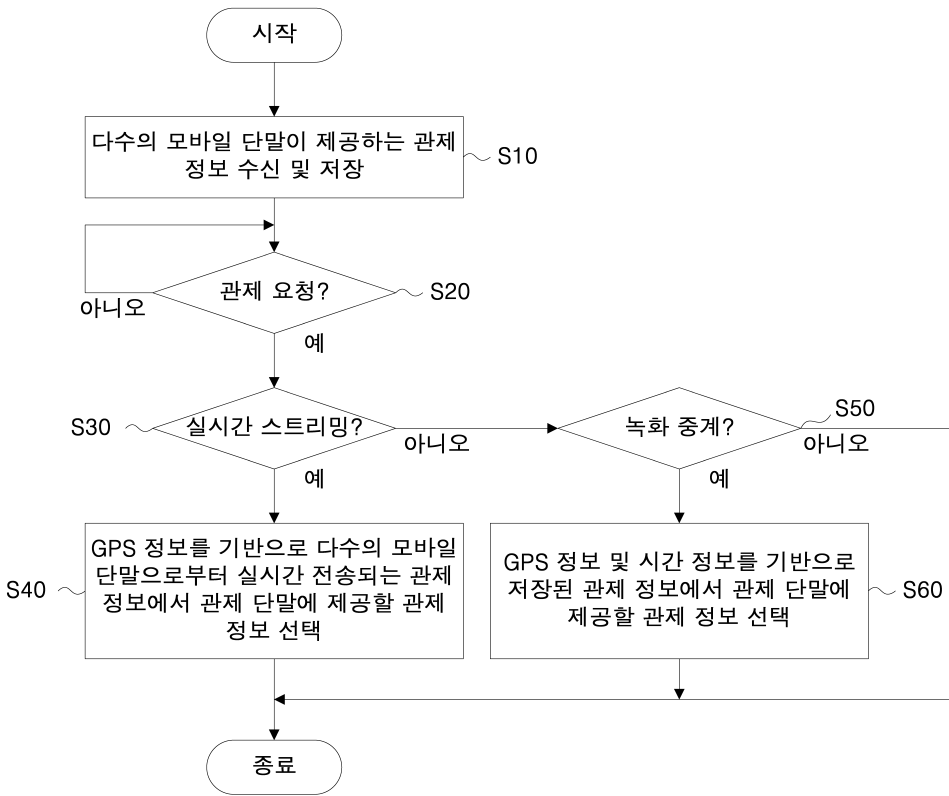 시작
다수의 모바일 단말이 제공하는 관제
정보 수신 및 저장
S10
관제 요청?
S20
아니오
예
S30
실시간 스트리밍?
아니오
예
녹화 중계?
S50
아니오
예
S40
GPS 정보를 기반으로 다수의 모바일
단말으로부터 실시간 전송되는 관제
정보에서 관제 단말에 제공할 관제
정보 선택
GPS 정보 및 시간 정보를 기반으로
저장된 관제 정보에서 관제 단말에
제공할 관제 정보 선택
S60
종료